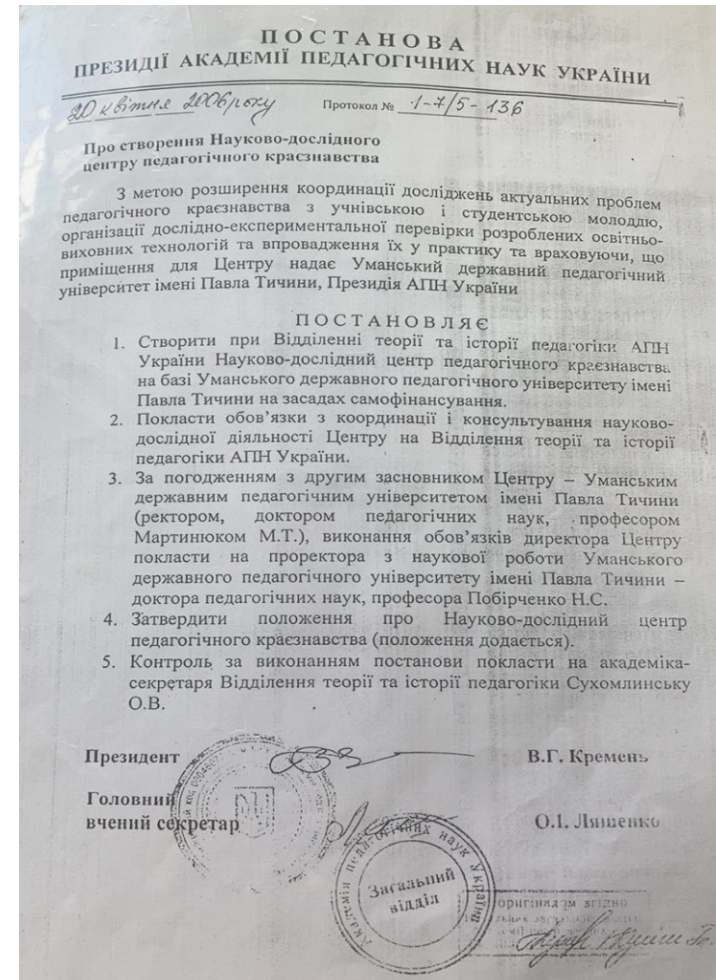 ПОСТАНОВА
ПРЕЗИДІЇ АКАДЕМІЇ ПЕДАГОГІЧНИХ НАУК УКРАЇНИ
20 квітня 2006 року Протокол № 1-7/5-136
Про створення Науково-дослідного
центру педагогічного краєзнавства
З метою розширення координації досліджень актуальних проблем
педагогічного краєзнавства з учнівською і студентською молоддю,
організації дослідно-експериментальної перевірки розроблених освітньо-
виховних технологій та впровадження їх у практику та враховуючи, що
приміщення для Центру надає Уманський державний педагогічний
університет імені Павла Тичини, Президія АПН України
ПОСТАНОВЛЯЄ
1. Створити при Відділенні теорії та історії педагогіки АПН
України Науково-дослідний центр педагогічного краєзнавства
на базі Уманського державного педагогічного університету імені
Павла Тичини на засадах самофінансування.
2. Покласти обов’язки з координації і консультування науково-
дослідної діяльності Центру на Відділення теорії та історії
педагогіки АПН України.
3. За погодженням з другим засновником Центру – Уманським
державним педагогічним університетом імені Павла Тичини
(ректором, доктором педагогічних наук, професором
Мартинюком М.Т.), виконання обов’язків директора Центру
покласти на проректора з наукової роботи Уманського
державного педагогічного університету імені Павла Тичини –
доктора педагогічних наук, професора Побірченко Н.С.
4. Затвердити положення про Науково-дослідний центр
педагогічного краєзнавства (положення додається).
5. Контроль за виконанням постанови покласти на академіка-
секретаря Відділення теорії та історії педагогіки Сухомлинську
О.В.
Президент В.Г. Кремень
Головний
вчений секретар О.І. Ляшенко
Академія педагогічних наук України
Загальний
відділ
оригіналом згідно